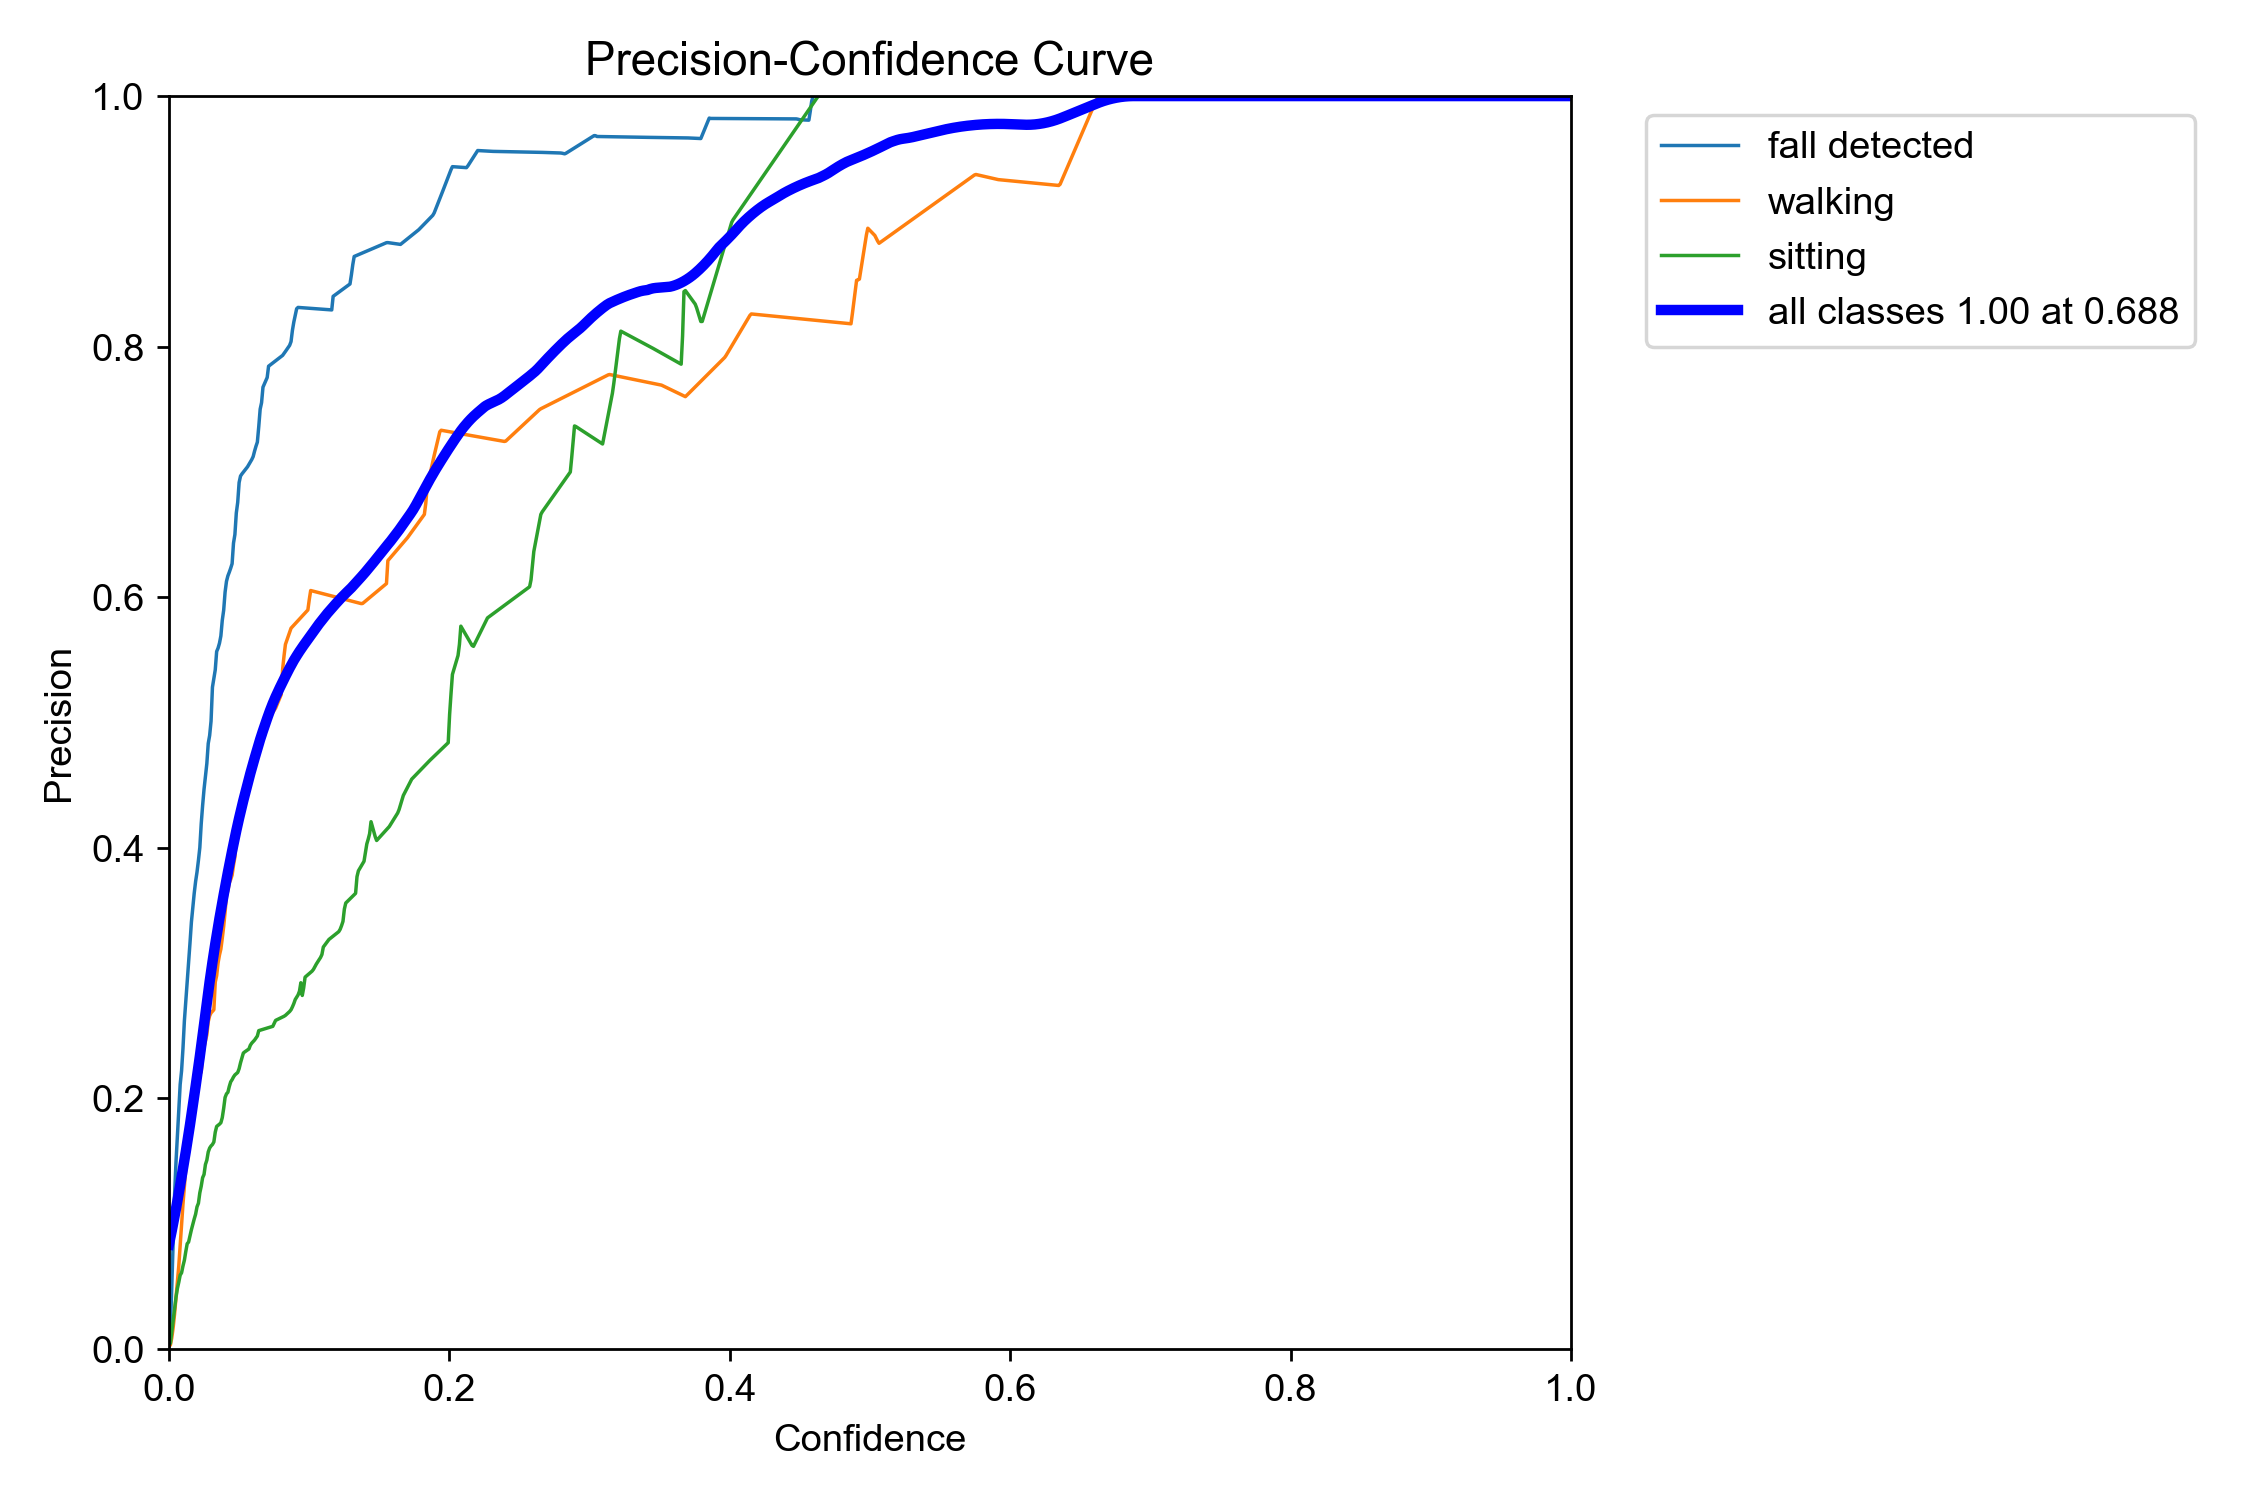 Precision-Confidence Curve
1.0
0.8
0.6
0.4
0.2
0.0
Precision
0.0 0.2 0.4 0.6 0.8 1.0
Confidence
fall detected
walking
sitting
all classes 1.00 at 0.688